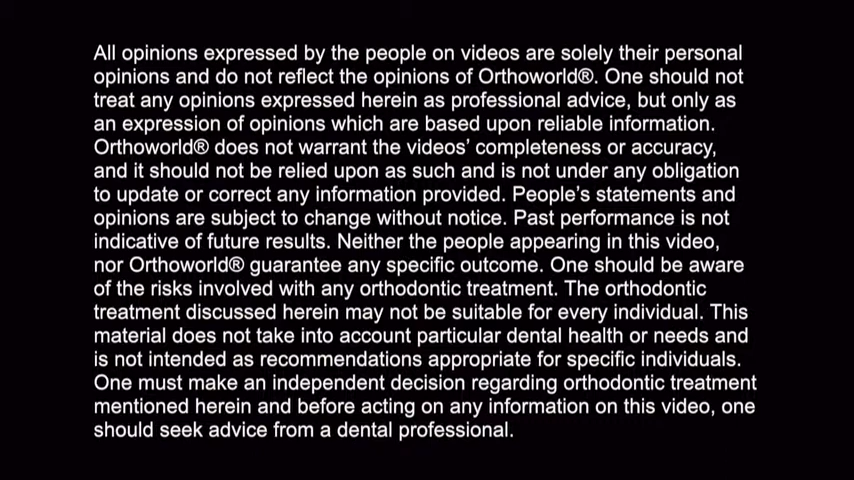 All opinions expressed by the people on videos are solely their personal
opinions and do not reflect the opinions of Orthoworld®. One should not
treat any opinions expressed herein as professional advice, but only as
an expression of opinions which are based upon reliable information.
Orthoworld® does not warrant the videos’ completeness or accuracy,
and it should not be relied upon as such and is not under any obligation
to update or correct any information provided. People’s statements and
opinions are subject to change without notice. Past performance is not
indicative of future results. Neither the people appearing in this video,
nor Orthoworld® guarantee any specific outcome. One should be aware
of the risks involved with any orthodontic treatment. The orthodontic
treatment discussed herein may not be suitable for every individual. This
material does not take into account particular dental health or needs and
is not intended as recommendations appropriate for specific individuals.
One must make an independent decision regarding orthodontic treatment
mentioned herein and before acting on any information on this video, one
should seek advice from a dental professional.